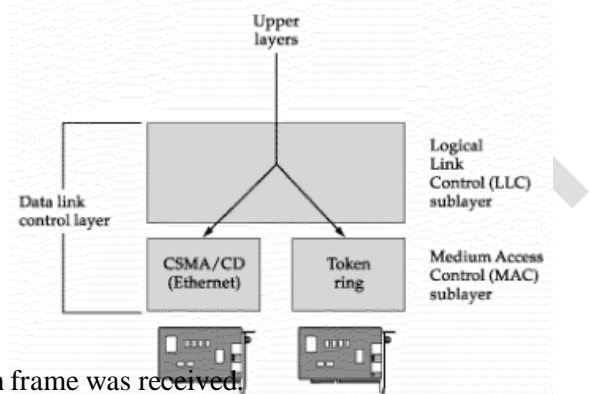 Upper
layers
Logical
Link
Control (LLC)
sublayer
Data link
control layer
CSMA/CD
(Ethernet)
Token
ring
Medium Access
Control (MAC)
sublayer
frame was received.